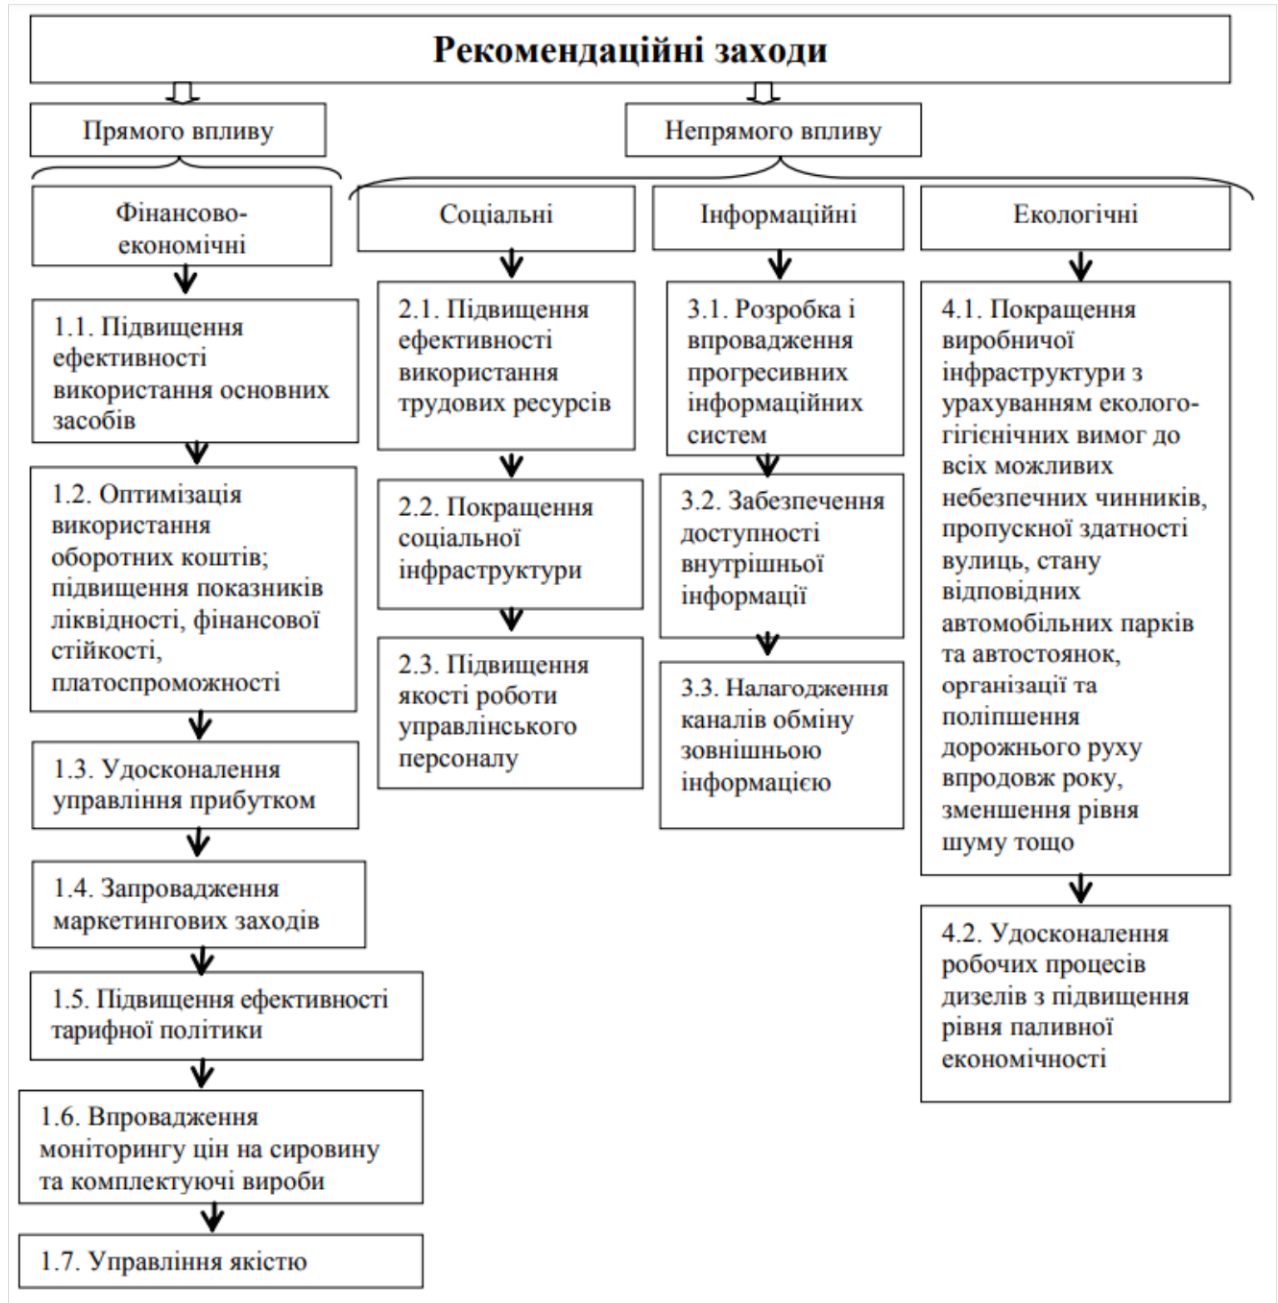 Рекомендаційні заходи
Прямого впливу
Непрямого впливу
Фінансово-
економічні
Соціальні
Інформаційні
Екологічні
1.1. Підвищення
ефективності
використання основних
засобів
1.2. Оптимізація
використання
оборотних коштів;
підвищення показників
ліквідності, фінансової
стійкості,
платоспроможності
1.3. Удосконалення
управління прибутком
1.4. Запровадження
маркетингових заходів
1.5. Підвищення ефективності
тарифної політики
1.6. Впровадження
моніторингу цін на сировину
та комплектуючі вироби
1.7. Управління якістю
2.1. Підвищення
ефективності
використання
трудових ресурсів
2.2. Покращення
соціальної
інфраструктури
2.3. Підвищення
якості роботи
управлінського
персоналу
3.1. Розробка і
впровадження
прогресивних
інформаційних
систем
3.2. Забезпечення
доступності
внутрішньої
інформації
3.3. Налагодження
каналів обміну
зовнішньою
інформацією
4.1. Покращення
виробничої
інфраструктури з
урахуванням еколого-
гігієнічних вимог до
всіх можливих
небезпечних чинників,
пропускної здатності
вулиць, стану
відповідних
автомобільних парків
та автостоянок,
організації та
поліпшення
дорожнього руху
впродовж року,
зменшення рівня
шуму тощо
4.2. Удосконалення
робочих процесів
дизелів з підвищення
рівня паливної
економічності